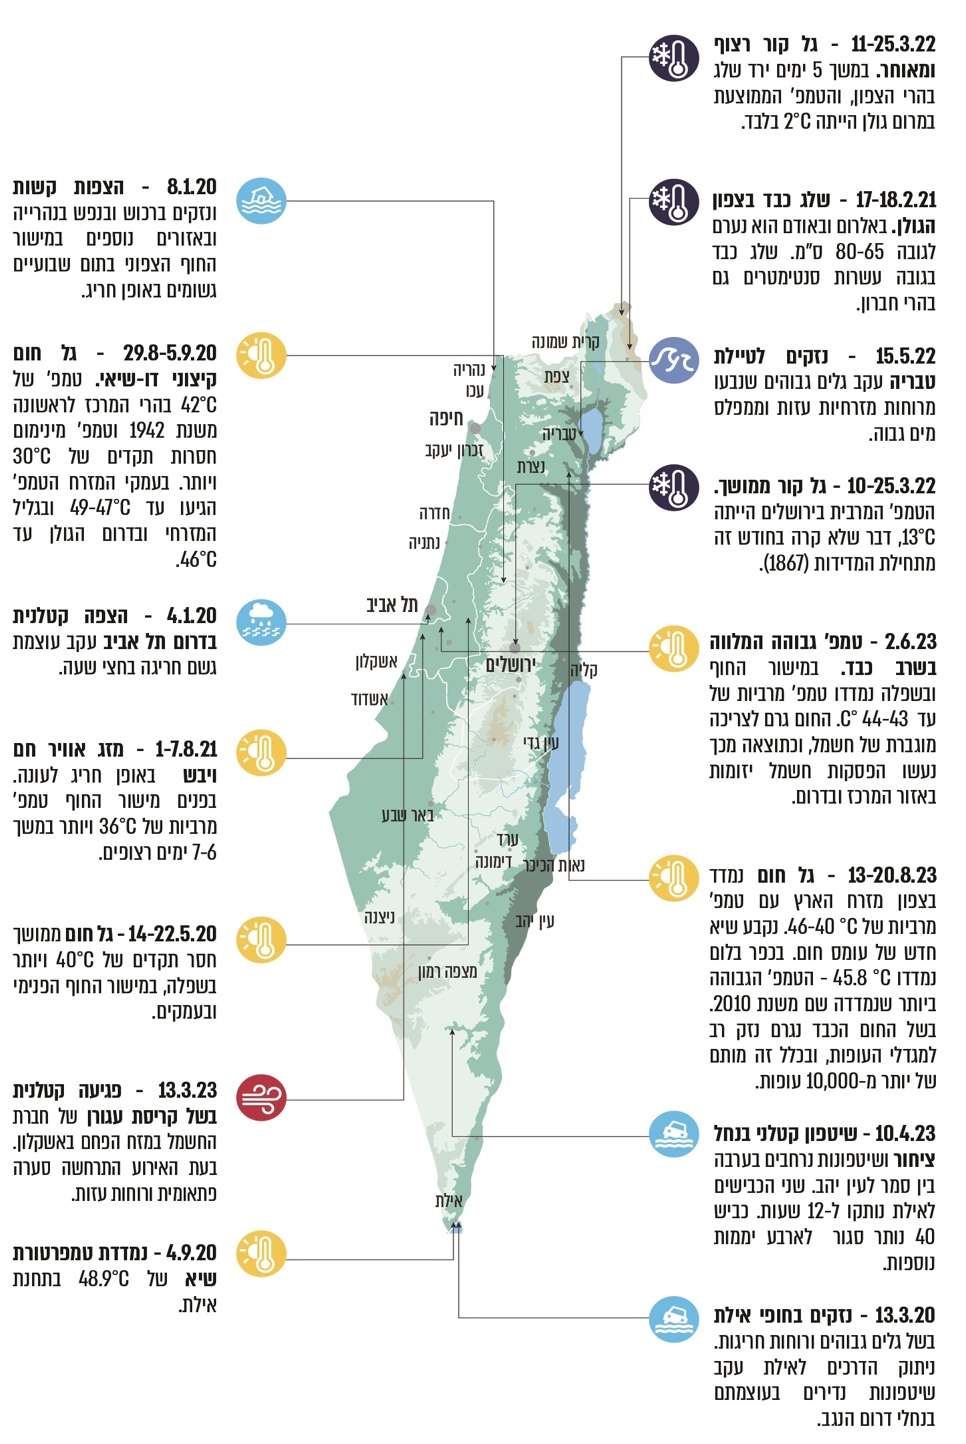 11-25.3.22 - גל קור רצוף
ומאוחר. במשך 5 ימים ירד שלג
בהרי הצפון, והטמפ' הממוצעת
במרום גולן הייתה 2°C בלבד.
17-18.2.21 - שלג כבד בצפון
הגולן. באלרום ובאודם הוא נערם
לגובה 80-65 ס"מ. שלג כבד
בגובה עשרות סנטימטרים גם
בהרי חברון.
15.5.22 - נזקים לטיילת
טבריה עקב גלים גבוהים שנבעו
מרוחות מזרחיות עזות וממפלס
מים גבוה.
10-25.3.22 - גל קור ממושך.
הטמפ' המרבית בירושלים הייתה
13°C, דבר שלא קרה בחודש זה
מתחילת המדידות (1867).
2.6.23 - טמפ' גבוהה המלווה
בשרב כבד. במישור החוף
ובשפלה נמדדו טמפ' מרביות של
עד 44-43 °C. החום גרם לצריכה
מוגברת של חשמל, וכתוצאה מכך
נעשו הפסקות חשמל יזומות
באזור המרכז ובדרום.
13-20.8.23 - גל חום נמדד
בצפון מזרח הארץ עם טמפ'
מרביות של 46-40 °C. נקבע שיא
חדש של עומס חום. בכפר בלום
נמדדו 45.8 °C - הטמפ' הגבוהה
ביותר שנמדדה שם משנת 2010.
בשל החום הכבד נגרם נזק רב
למגדלי העופות, ובכלל זה מותם
של יותר מ-10,000 עופות.
10.4.23 - שיטפון קטלני בנחל
ציחור ושיטפונות נרחבים בערבה
בין סמר לעין יהב. שני הכבישים
לאילת נותקו ל-12 שעות. כביש
40 נותר סגור לארבע יממות
נוספות.
13.3.20 - נזקים בחופי אילת
בשל גלים גבוהים ורוחות חריגות.
ניתוק הדרכים לאילת עקב
שיטפונות נדירים בעוצמתם
בנחלי דרום הנגב.
קרית שמונה
צפת
נהריה
עכו
חיפה
טבריה
זכרון יעקב
נצרת
חדרה
נתניה
תל אביב
אשקלון
ירושלים
קליה
אשדוד
עין גדי
באר שבע
ערד
דימונה
נאות הכיכר
ניצנה
עין יהב
מצפה רמון
אילת
8.1.20 - הצפות קשות
ונזקים ברכוש ובנפש בנהרייה
ובאזורים נוספים במישור
החוף הצפוני בתום שבועיים
גשומים באופן חריג.
29.8-5.9.20 - גל חום
קיצוני דו-שיאי. טמפ' של
42°C בהרי המרכז לראשונה
משנת 1942 וטמפ' מינימום
חסרות תקדים של 30°C
ויותר. בעמקי המזרח הטמפ'
הגיעו עד 49-47°C ובגליל
המזרחי ובדרום הגולן עד
46°C.
4.1.20 - הצפה קטלנית
בדרום תל אביב עקב עוצמת
גשם חריגה בחצי שעה.
1-7.8.21 - מזג אוויר חם
ויבש באופן חריג לעונה.
בפנים מישור החוף טמפ'
מרביות של 36°C ויותר במשך
7-6 ימים רצופים.
14-22.5.20 - גל חום ממושך
חסר תקדים של 40°C ויותר
בשפלה, במישור החוף הפנימי
ובעמקים.
13.3.23 - פגיעה קטלנית
בשל קריסת עגורן של חברת
החשמל במזח הפחם באשקלון.
בעת האירוע התרחשה סערה
פתאומית ורוחות עזות.
4.9.20 - נמדדת טמפרטורת
שיא של 48.9°C בתחנת
אילת.